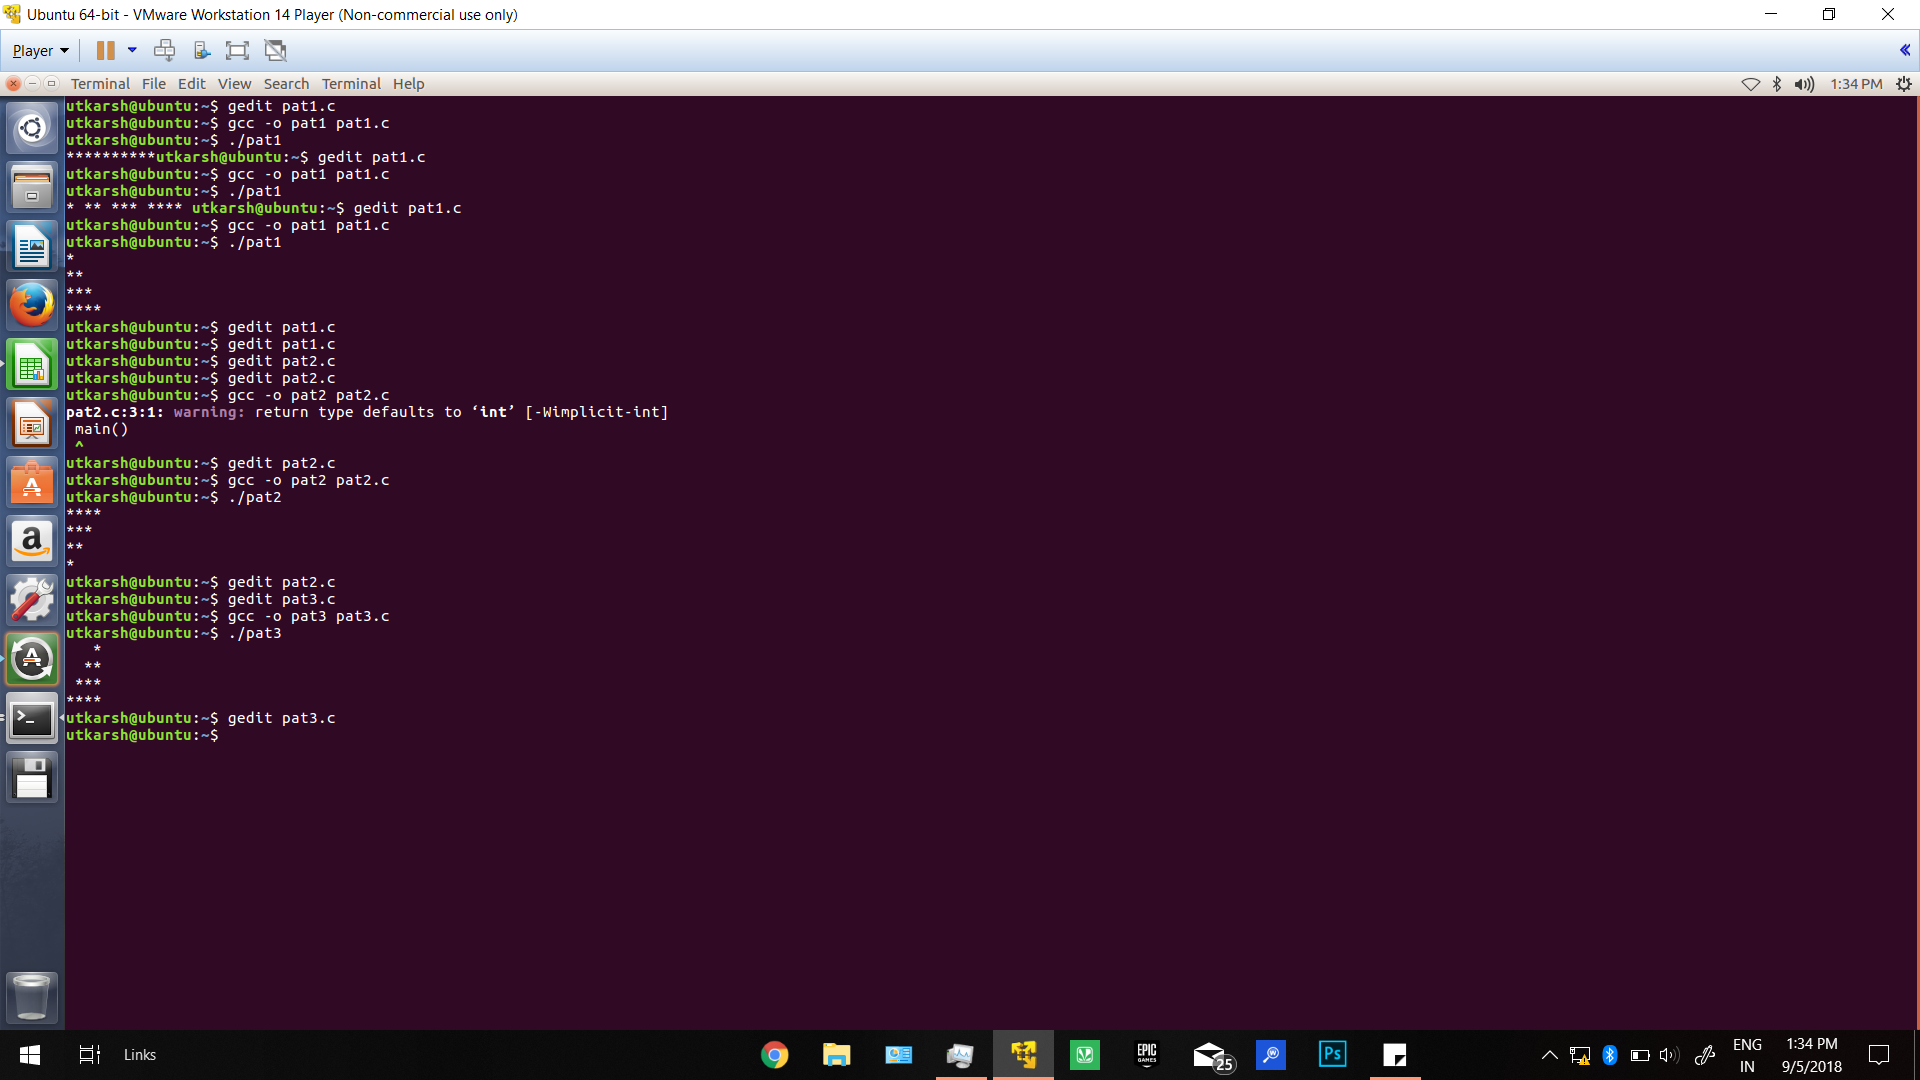 Ubuntu 64-bit - VMware Workstation 14 Player (Non-commercial use only)
Player
Terminal File Edit View Search Terminal Help 1:34 PM
utkarsh@ubuntu:~$ gedit pat1.c
utkarsh@ubuntu:~$ gcc -o pat1 pat1.c
utkarsh@ubuntu:~$ ./pat1
**********utkarsh@ubuntu:~$ gedit pat1.c
utkarsh@ubuntu:~$ gcc -o pat1 pat1.c
utkarsh@ubuntu:~$ ./pat1
* ** *** **** utkarsh@ubuntu:~$ gedit pat1.c
utkarsh@ubuntu:~$ gcc -o pat1 pat1.c
utkarsh@ubuntu:~$ ./pat1
*
**
***
****
utkarsh@ubuntu:~$ gedit pat1.c
utkarsh@ubuntu:~$ gedit pat1.c
utkarsh@ubuntu:~$ gedit pat2.c
utkarsh@ubuntu:~$ gedit pat2.c
utkarsh@ubuntu:~$ gcc -o pat2 pat2.c
pat2.c:3:1: warning: return type defaults to ‘int’ [-Wimplicit-int]
 main()
 ^
utkarsh@ubuntu:~$ gedit pat2.c
utkarsh@ubuntu:~$ gcc -o pat2 pat2.c
utkarsh@ubuntu:~$ ./pat2
****
***
**
*
utkarsh@ubuntu:~$ gedit pat2.c
utkarsh@ubuntu:~$ gedit pat3.c
utkarsh@ubuntu:~$ gcc -o pat3 pat3.c
utkarsh@ubuntu:~$ ./pat3
   *
  **
 ***
****
utkarsh@ubuntu:~$ gedit pat3.c
utkarsh@ubuntu:~$
Links
EPIC
GAMES
25
Ps
ENG
IN
1:34 PM
9/5/2018